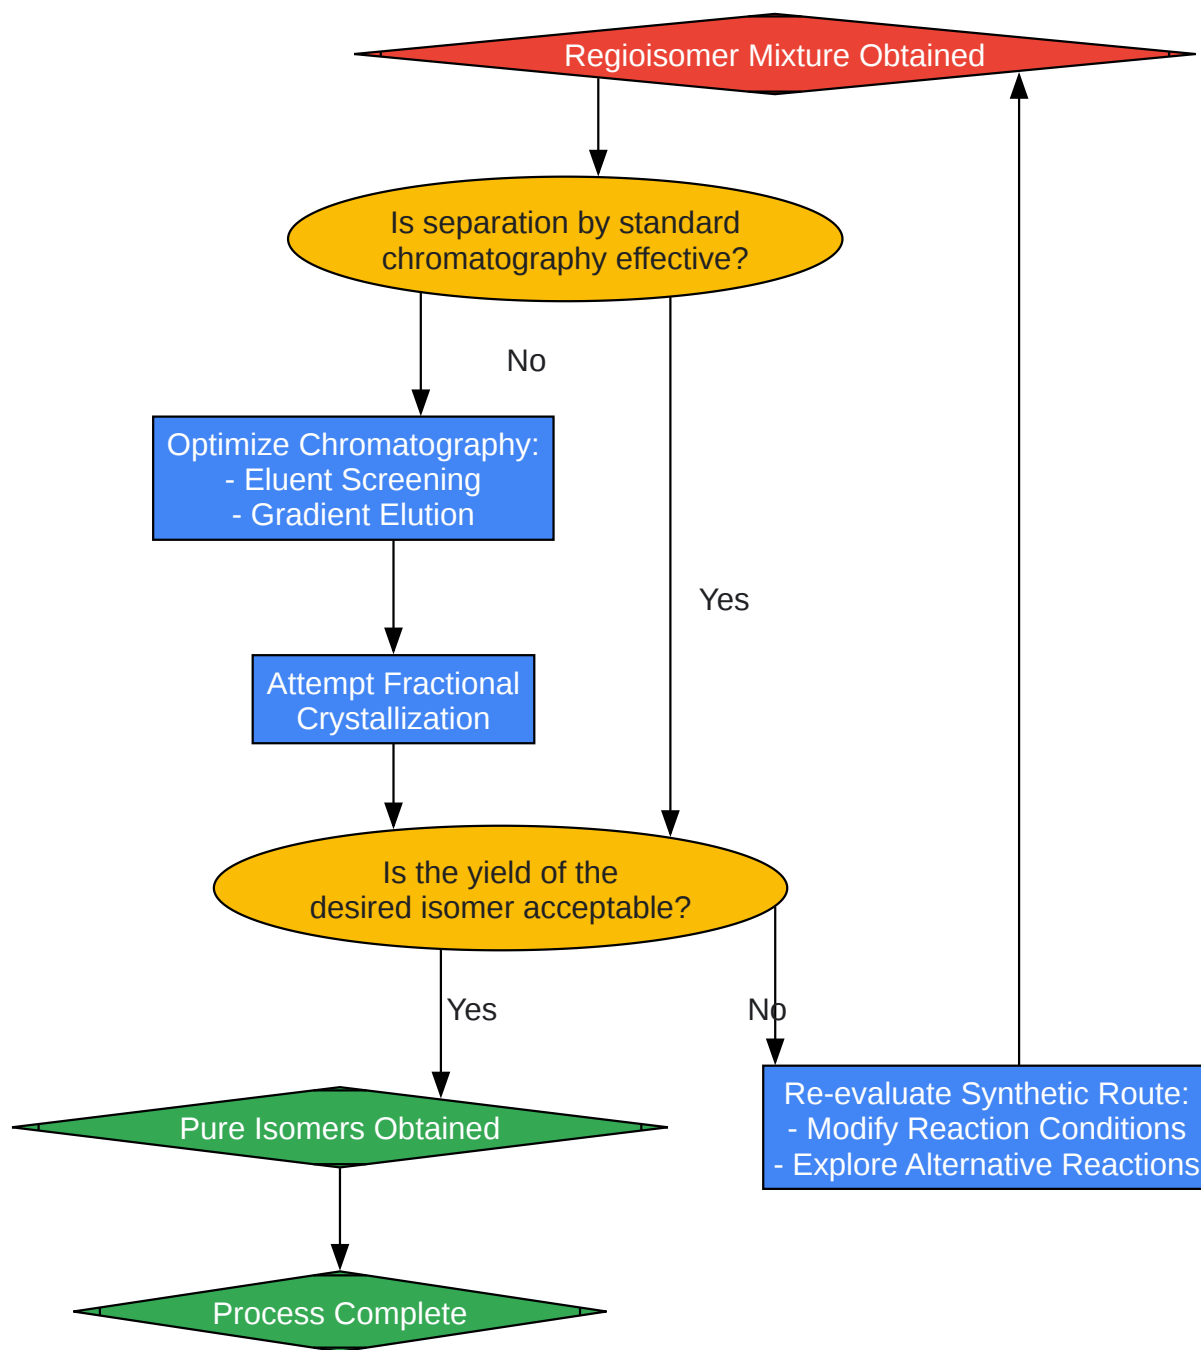 Regioisomer Mixture Obtained
Is separation by standard
chromatography effective?
No
Optimize Chromatography:
- Eluent Screening
- Gradient Elution
Yes
Attempt Fractional
Crystallization
Is the yield of the
desired isomer acceptable?
Yes
No
Re-evaluate Synthetic Route:
- Modify Reaction Conditions
- Explore Alternative Reactions
Pure Isomers Obtained
Process Complete